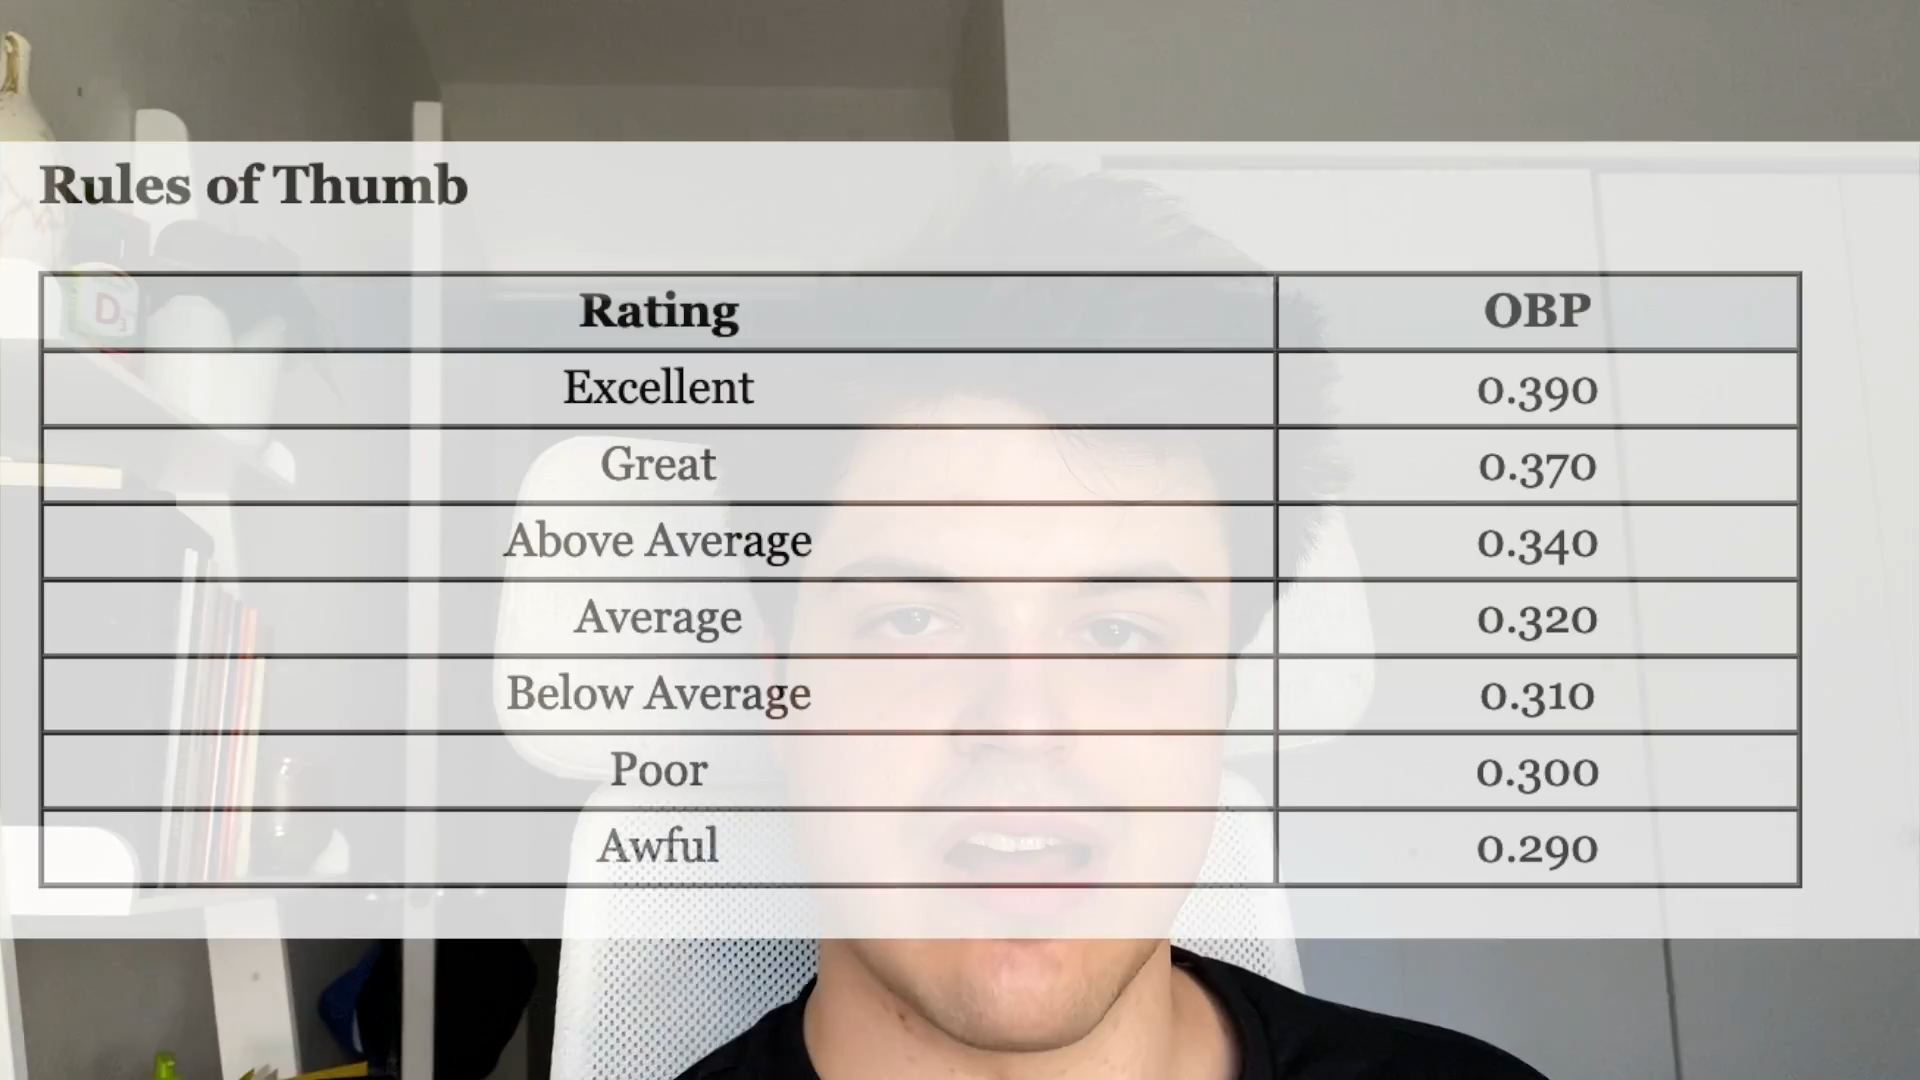 Rules of Thumb
Rating OBP
Excellent 0.390
Great 0.370
Above Average 0.340
Average 0.320
Below Average 0.310
Poor 0.300
Awful 0.290
D3